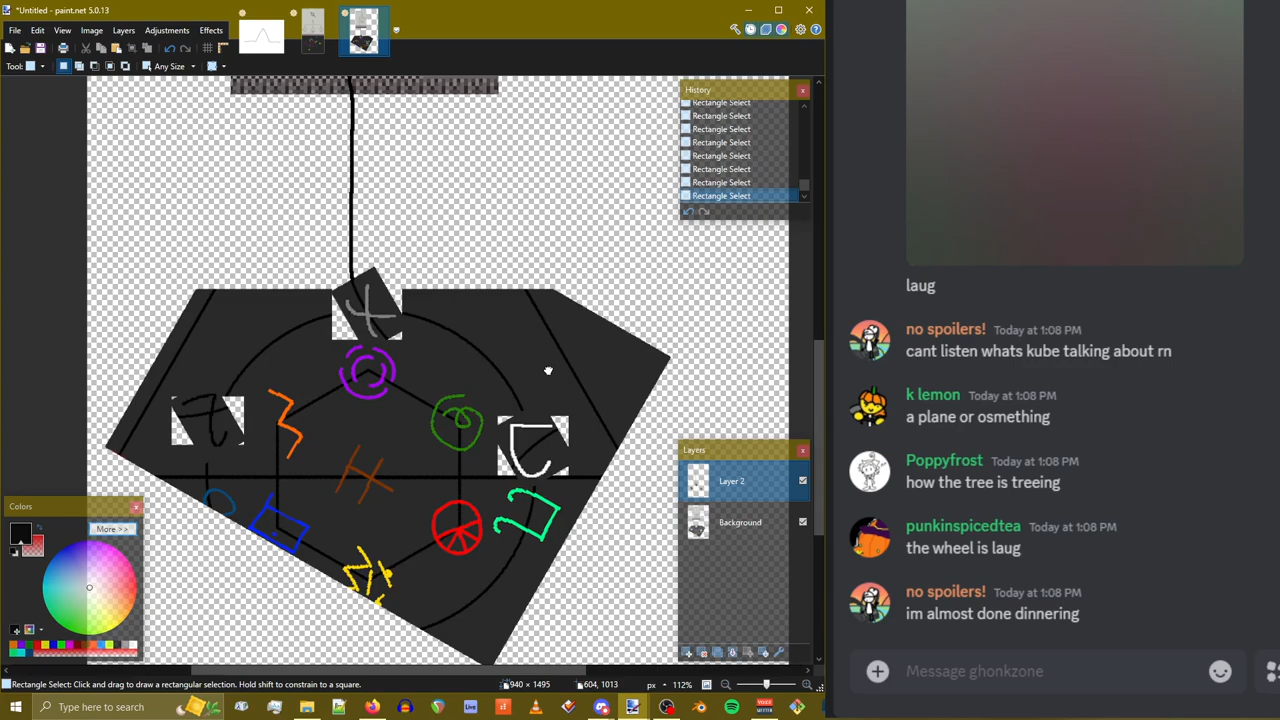 *Untitled - paint.net 5.0.13
File Edit View Image Layers Adjustments Effects
Tool: Any Size
History
Rectangle Select
Rectangle Select
Rectangle Select
Rectangle Select
Rectangle Select
Rectangle Select
Rectangle Select
Rectangle Select
Layers
Layer 2
Background
Colors
More >>
Rectangle Select: Click and drag to draw a rectangular selection. Hold shift to constrain to a square.
940 × 1495
604, 1013
px
112%
Type here to search
Live
laug
no spoilers! Today at 1:08 PM
cant listen whats kube talking about rn
k lemon Today at 1:08 PM
a plane or osmething
Poppyfrost Today at 1:08 PM
how the tree is treeing
punkinspicedtea Today at 1:08 PM
the wheel is laug
no spoilers! Today at 1:08 PM
im almost done dinnering
Message ghonkzone